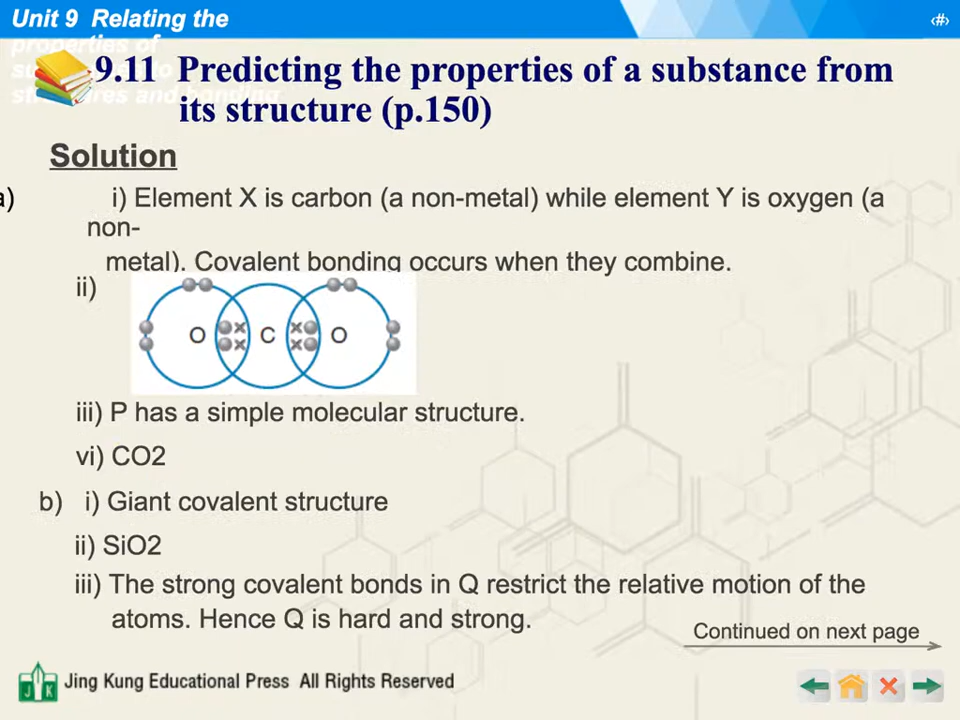 Unit 9 Relating the
properties of
structures and bonding
‹#›
9.11 Predicting the properties of a substance from
its structure (p.150)
Solution
a) i) Element X is carbon (a non-metal) while element Y is oxygen (a
non-
metal). Covalent bonding occurs when they combine.
ii)
O C O
iii) P has a simple molecular structure.
vi) CO2
b) i) Giant covalent structure
ii) SiO2
iii) The strong covalent bonds in Q restrict the relative motion of the
atoms. Hence Q is hard and strong.
Continued on next page
JK
Jing Kung Educational Press All Rights Reserved